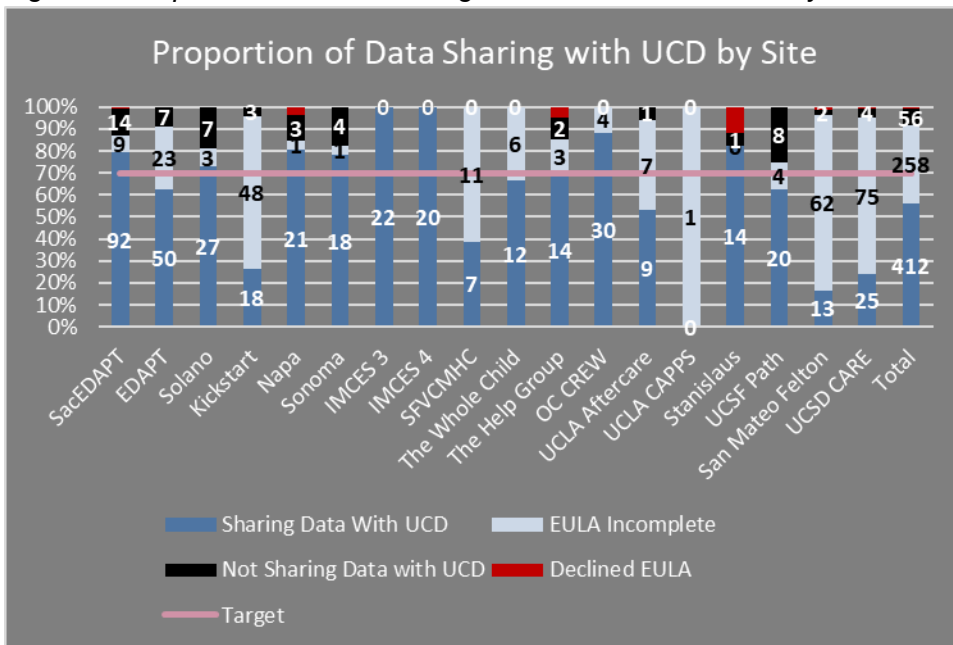 Proportion of Data Sharing with UCD by Site
100%
90%
80%
70%
60%
50%
40%
30%
20%
10%
0%
14 7 7 3 3 4 0 0 0 0 2 0 1 0 1 8 2 4 56
9 23 3 48 1 1 11 6 3 4 7 1 0 4 62 75 258
92 50 27 18 21 18 22 20 7 12 14 30 9 0 14 20 13 25 412
SacEDAPT
EDAPT
Solano
Kickstart
Napa
Sonoma
IMCES 3
IMCES 4
SFVCMHC
The Whole Child
The Help Group
OC CREW
UCLA Aftercare
UCLA CAPPS
Stanislaus
UCSF Path
San Mateo Felton
UCSD CARE
Total
Sharing Data With UCD
EULA Incomplete
Not Sharing Data with UCD
Declined EULA
Target